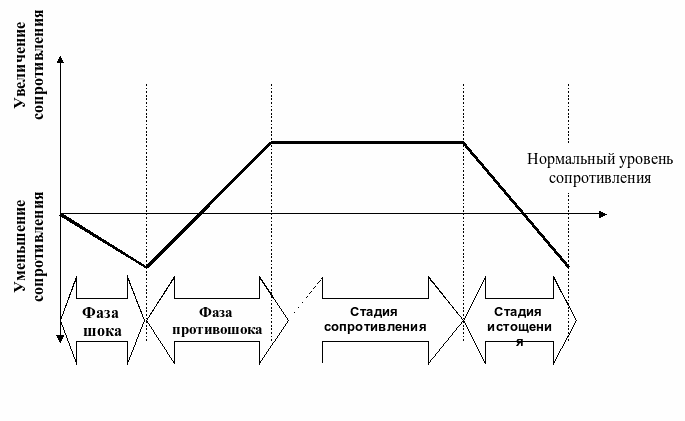 Увеличение
сопротивления
Нормальный уровень
сопротивления
Уменьшение
сопротивления
Фаза
шока
Фаза
противошока
Стадия
сопротивления
Стадия
истощени
я